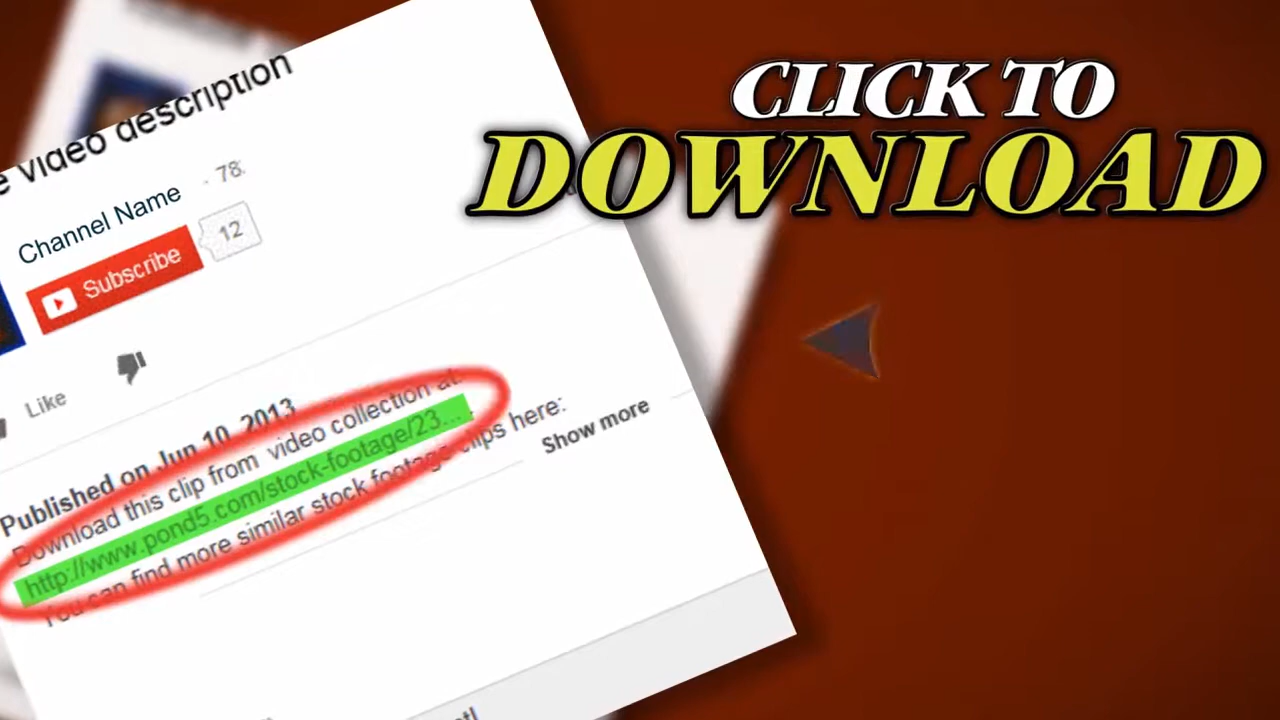 CLICK TO
DOWNLOAD
video description
Channel Name
78
Subscribe
12
Like
Published on Jun 10, 2013
Download this clip from video collection at:
http://www.pond5.com/stock-footage/23...
You can find more similar stock footage clips here:
Show more